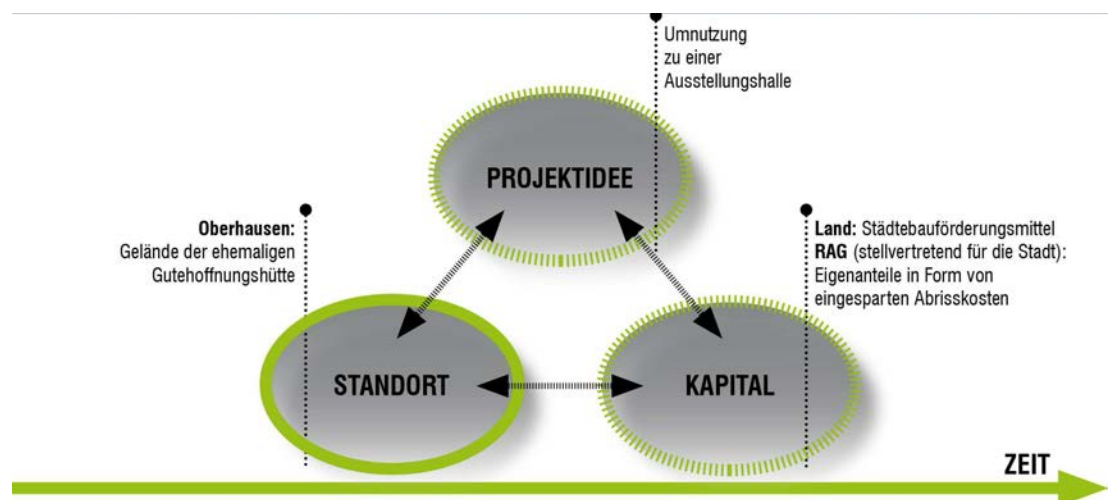 Umnutzung
zu einer
Ausstellungshalle
PROJEKTIDEE
Oberhausen:
Gelände der ehemaligen
Gutehoffnungshütte
Land: Städtebauförderungsmittel
RAG (stellvertretend für die Stadt):
Eigenanteile in Form von
eingesparten Abrisskosten
STANDORT
KAPITAL
ZEIT